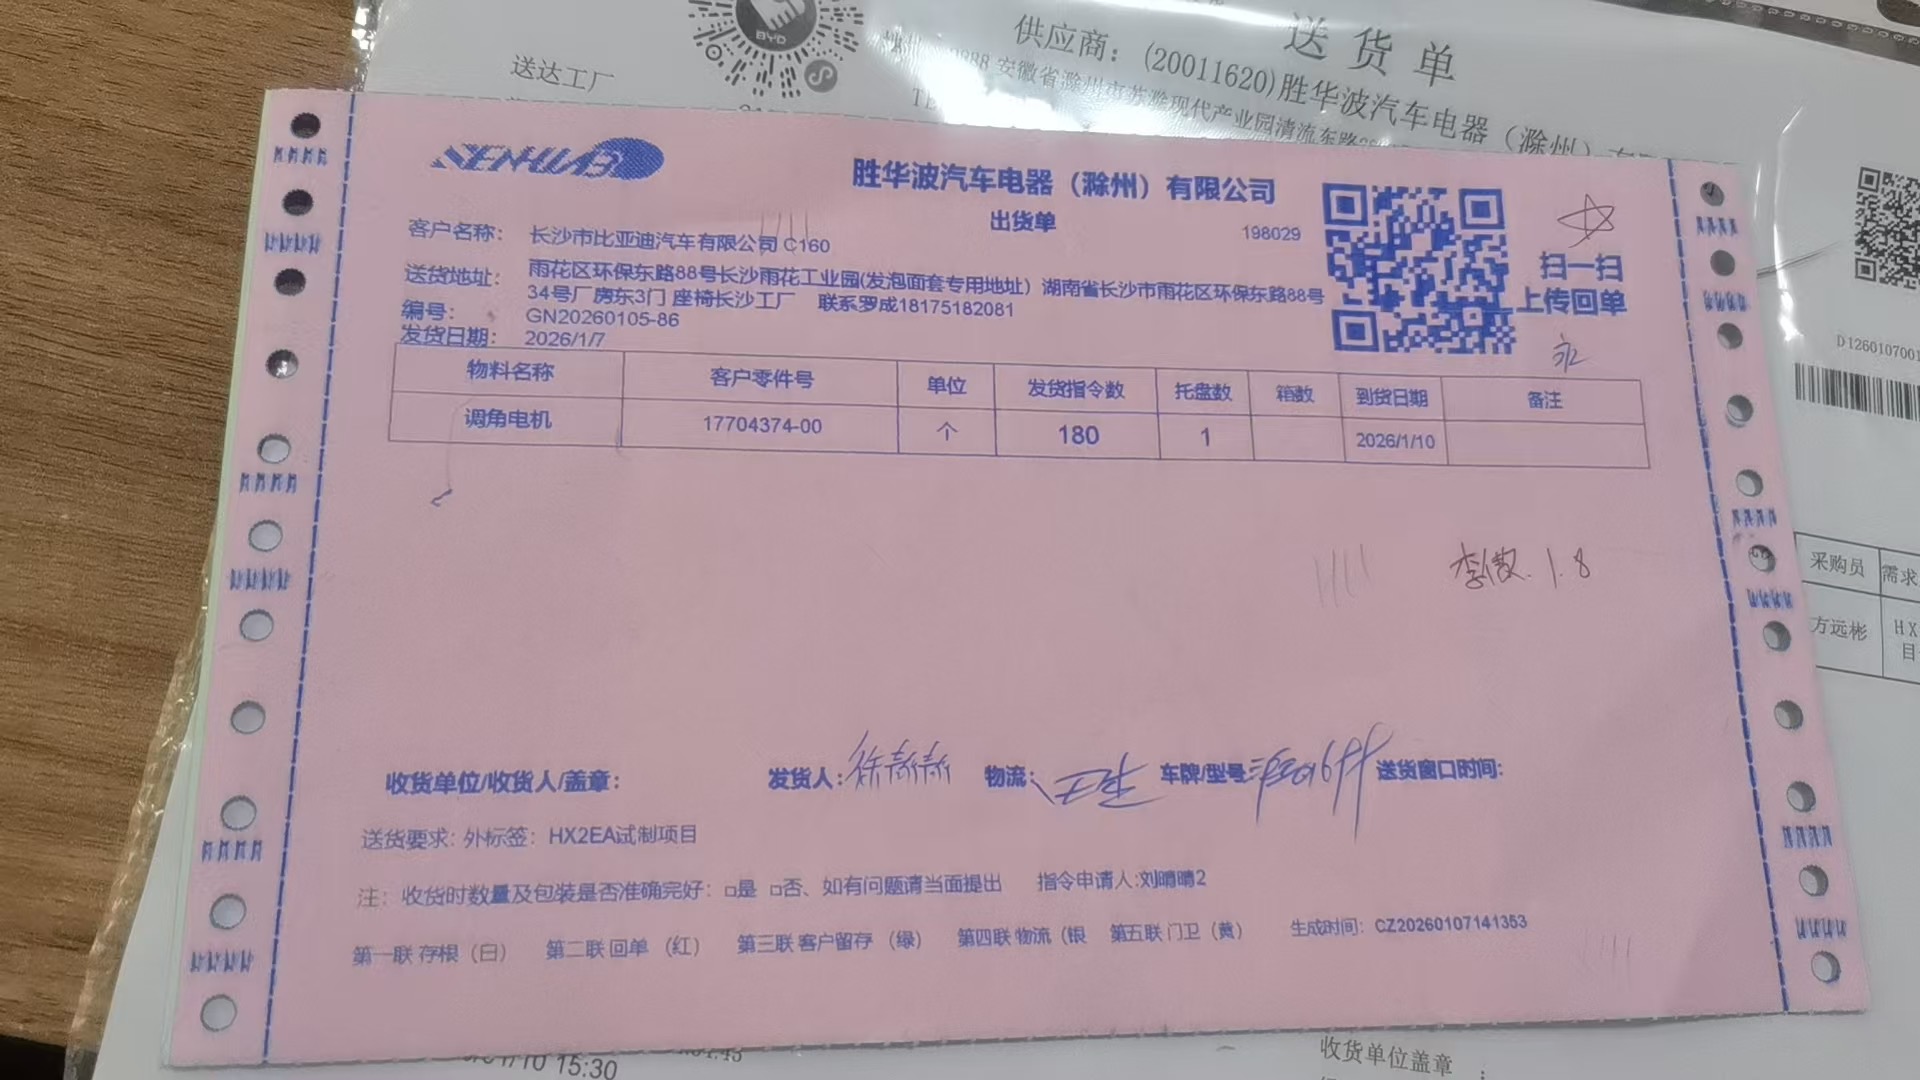 送货单
BYD
送达工厂
供应商：(20011620)胜华波汽车电器（滁州）
安徽省滁州市苏滁现代产业园清流东路
SENHUABO
胜华波汽车电器（滁州）有限公司
出货单
198029
扫一扫
上传回单
客户名称： 长沙市比亚迪汽车有限公司 C160
送货地址： 雨花区环保东路88号长沙雨花工业园(发泡面套专用地址） 湖南省长沙市雨花区环保东路88号
34号厂房东3门 座椅长沙工厂 联系罗成18175182081
编号： GN20260105-86
发货日期： 2026/1/7
物料名称 客户零件号 单位 发货指令数 托盘数 箱数 到货日期 备注
调角电机 17704374-00 个 180 1 2026/1/10
1.8
收货单位/收货人/盖章： 发货人：徐静静 物流： 车牌/型号： 送货窗口时间：
送货要求：外标签： HX2EA试制项目
注： 收货时数量及包装是否准确完好：□是 □否、如有问题请当面提出 指令申请人:刘晴晴2
第一联 存根（白） 第二联 回单 （红） 第三联 客户留存 （绿） 第四联 物流（银 第五联 门卫（黄） 生成时间： CZ20260107141353
采购员 需求
方远彬 HX
目
15:30
收货单位盖章：